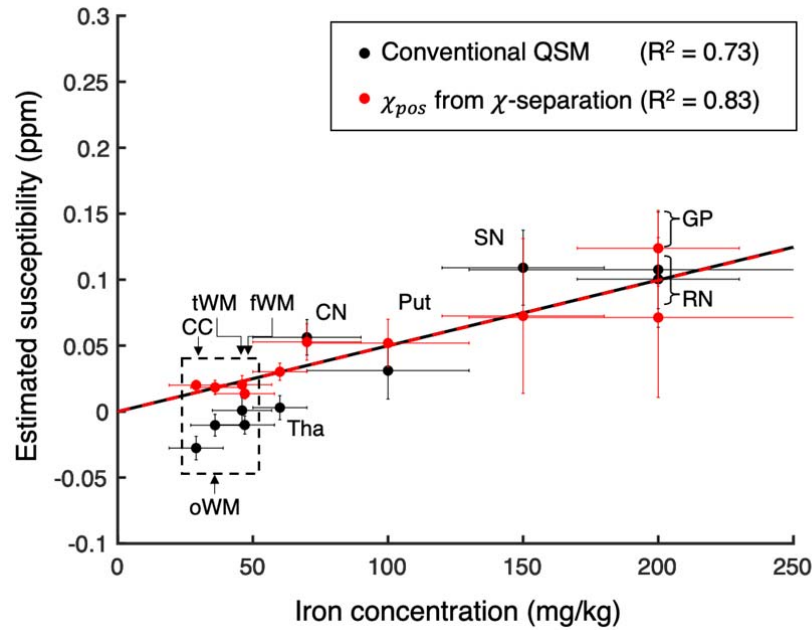 0.3
0.25
0.2
0.15
0.1
0.05
0
-0.05
-0.1
Estimated susceptibility (ppm)
Conventional QSM (R² = 0.73)
χpos from χ-separation (R² = 0.83)
GP
SN
RN
tWM fWM
CN
Put
CC
Tha
oWM
0 50 100 150 200 250
Iron concentration (mg/kg)